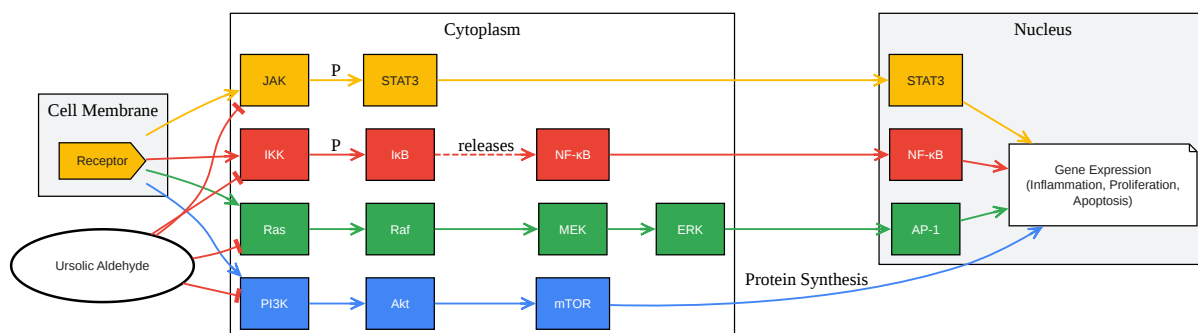 Cytoplasm
Nucleus
Cell Membrane
Receptor
JAK
P
STAT3
STAT3
IKK
P
IκB
releases
NF-κB
NF-κB
Gene Expression
(Inflammation, Proliferation,
Apoptosis)
Ras
Raf
MEK
ERK
AP-1
Ursolic Aldehyde
PI3K
Akt
mTOR
Protein Synthesis